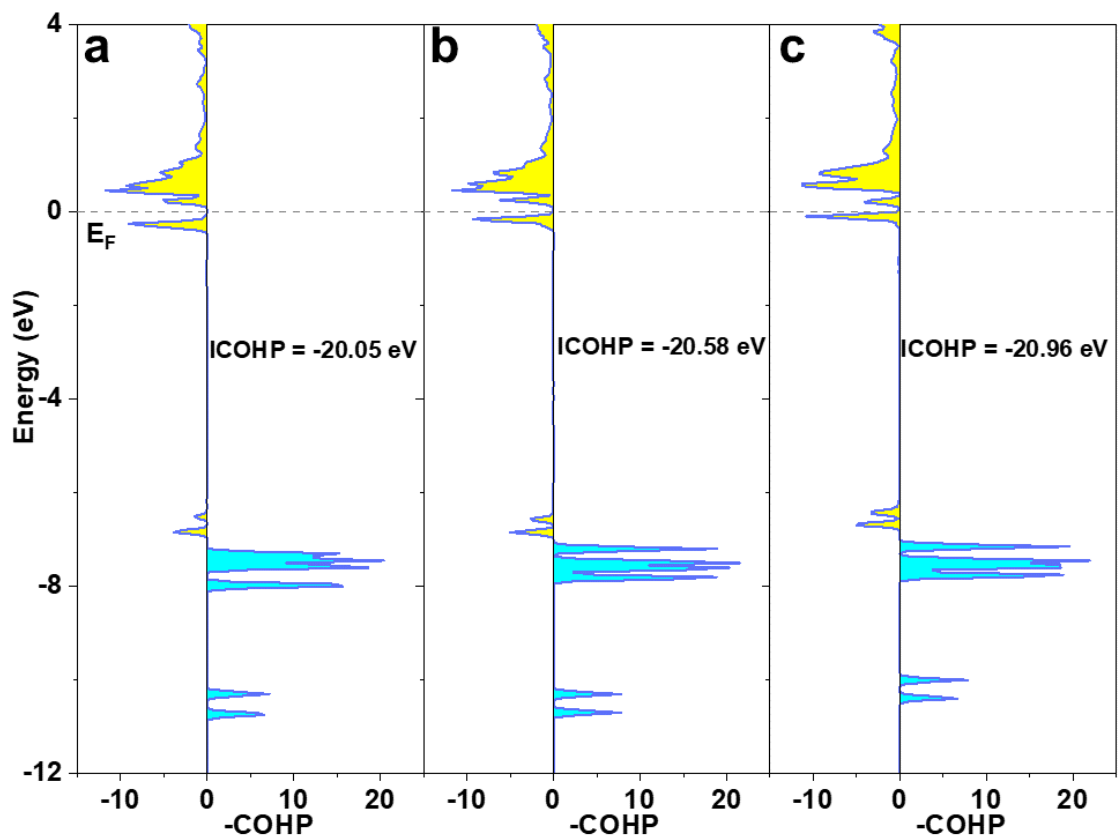 a
b
c
4
0
-4
-8
-12
Energy (eV)
E_F
ICOHP = -20.05 eV
ICOHP = -20.58 eV
ICOHP = -20.96 eV
-10 0 10 20
-10 0 10 20
-10 0 10 20
-COHP
-COHP
-COHP